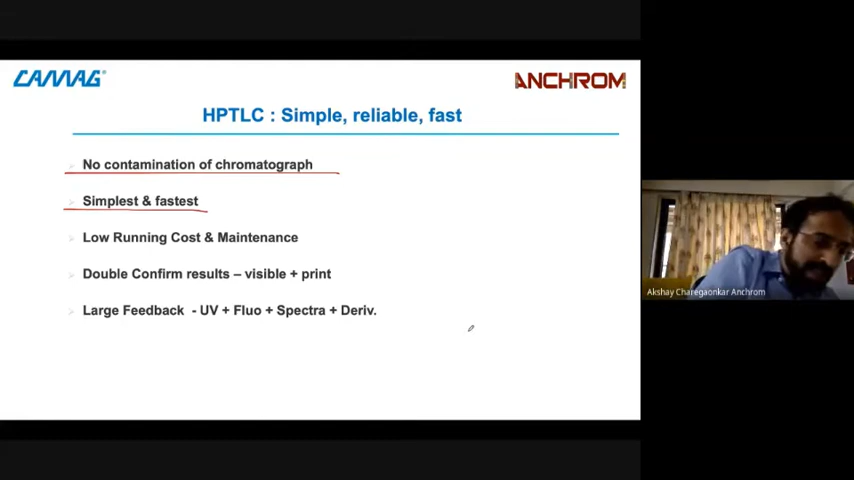 CAMAG®
ANCHROM
HPTLC : Simple, reliable, fast
No contamination of chromatograph
Simplest & fastest
Low Running Cost & Maintenance
Double Confirm results – visible + print
Large Feedback - UV + Fluo + Spectra + Deriv.
Akshay Charegaonkar Anchrom